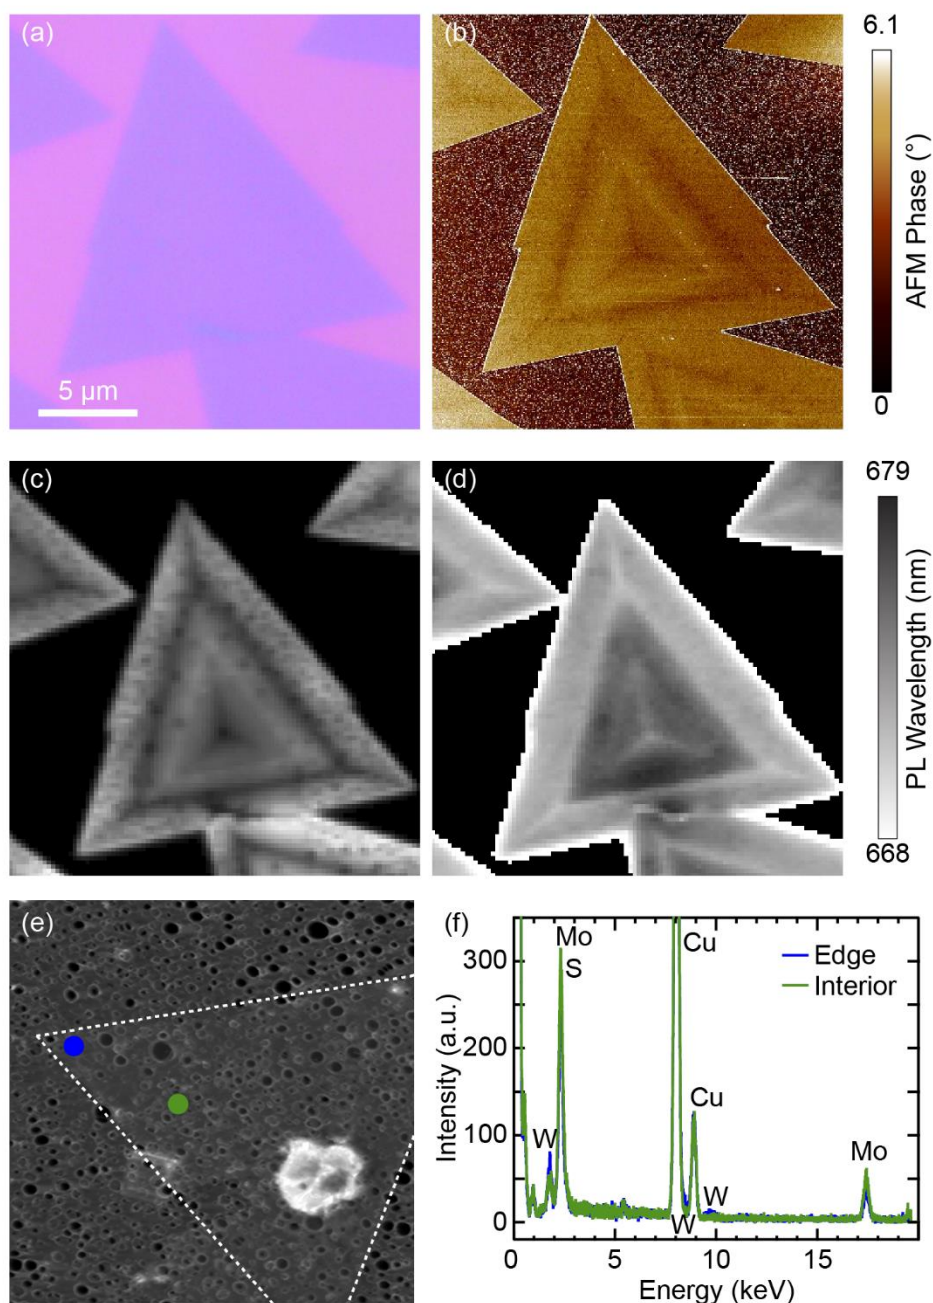 (a)
5 µm
(b)
6.1
AFM Phase (°)
0
(c)
(d)
679
PL Wavelength (nm)
668
(e)
(f)
Intensity (a.u.)
300
200
100
0
Mo
S
Cu
Edge
Interior
Cu
W
W
W
Mo
0
5
10
15
Energy (keV)